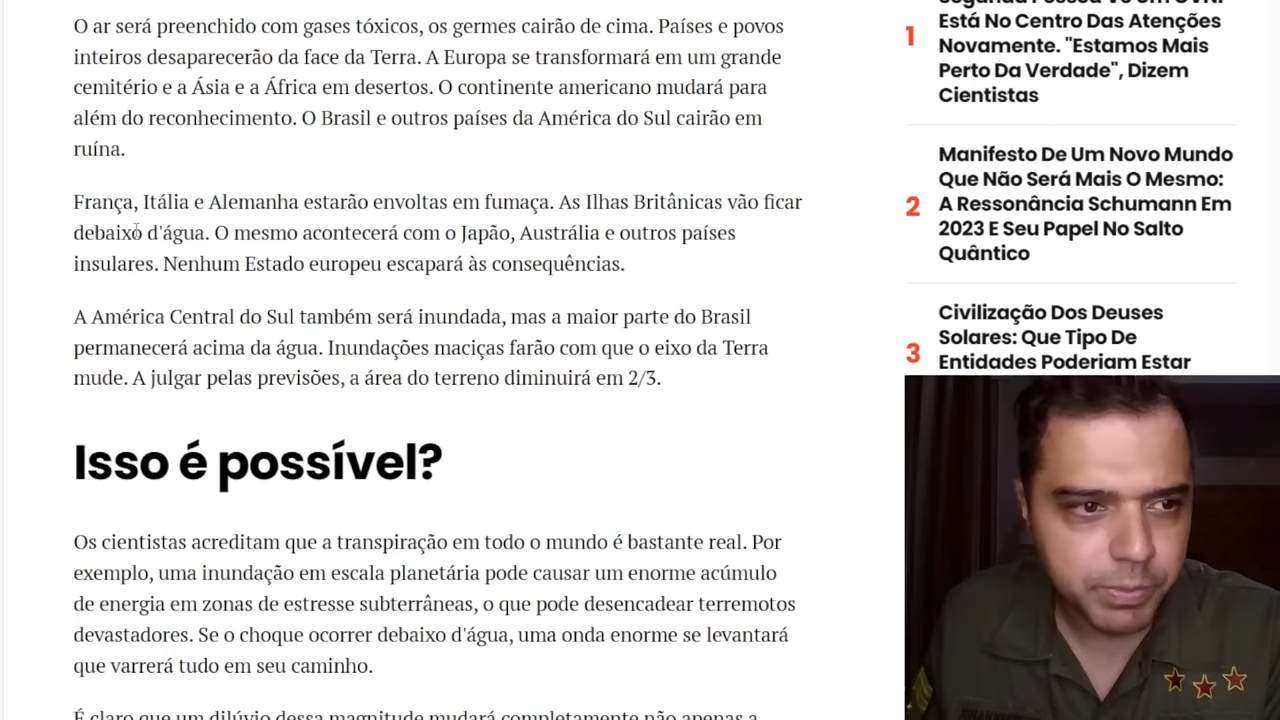 O ar será preenchido com gases tóxicos, os germes cairão de cima. Países e povos
inteiros desaparecerão da face da Terra. A Europa se transformará em um grande
cemitério e a Ásia e a África em desertos. O continente americano mudará para
além do reconhecimento. O Brasil e outros países da América do Sul cairão em
ruína.
França, Itália e Alemanha estarão envoltas em fumaça. As Ilhas Britânicas vão ficar
debaixo d'água. O mesmo acontecerá com o Japão, Austrália e outros países
insulares. Nenhum Estado europeu escapará às consequências.
A América Central do Sul também será inundada, mas a maior parte do Brasil
permanecerá acima da água. Inundações maciças farão com que o eixo da Terra
mude. A julgar pelas previsões, a área do terreno diminuirá em 2/3.
Isso é possível?
Os cientistas acreditam que a transpiração em todo o mundo é bastante real. Por
exemplo, uma inundação em escala planetária pode causar um enorme acúmulo
de energia em zonas de estresse subterrâneas, o que pode desencadear terremotos
devastadores. Se o choque ocorrer debaixo d'água, uma onda enorme se levantará
que varrerá tudo em seu caminho.
É claro que um dilúvio dessa magnitude mudará completamente não apenas a
1
Está No Centro Das Atenções
Novamente. "Estamos Mais
Perto Da Verdade", Dizem
Cientistas
2
Manifesto De Um Novo Mundo
Que Não Será Mais O Mesmo:
A Ressonância Schumann Em
2023 E Seu Papel No Salto
Quântico
3
Civilização Dos Deuses
Solares: Que Tipo De
Entidades Poderiam Estar